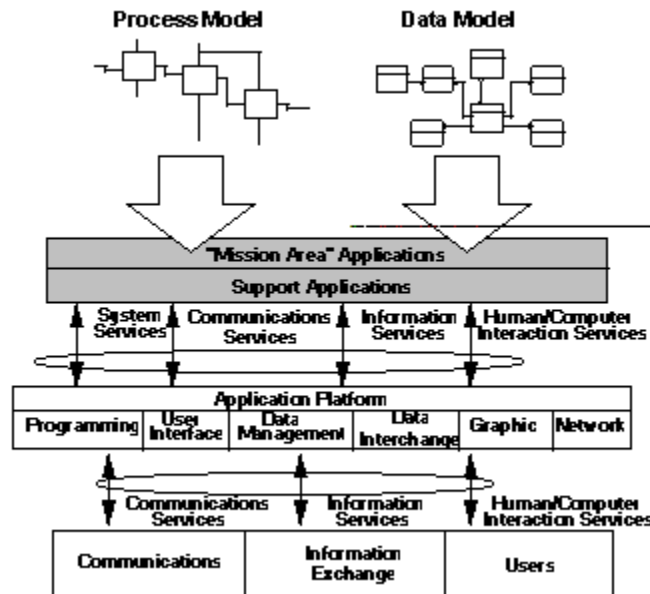 Process Model
Data Model
"Mission Area" Applications
Support Applications
System
Services
Communications
Services
Information
Services
Human/Computer
Interaction Services
Application Platform
Programming
User
Interface
Data
Management
Data
Interchange
Graphic
Network
Communications
Services
Information
Services
Human/Computer
Interaction Services
Communications
Information
Exchange
Users